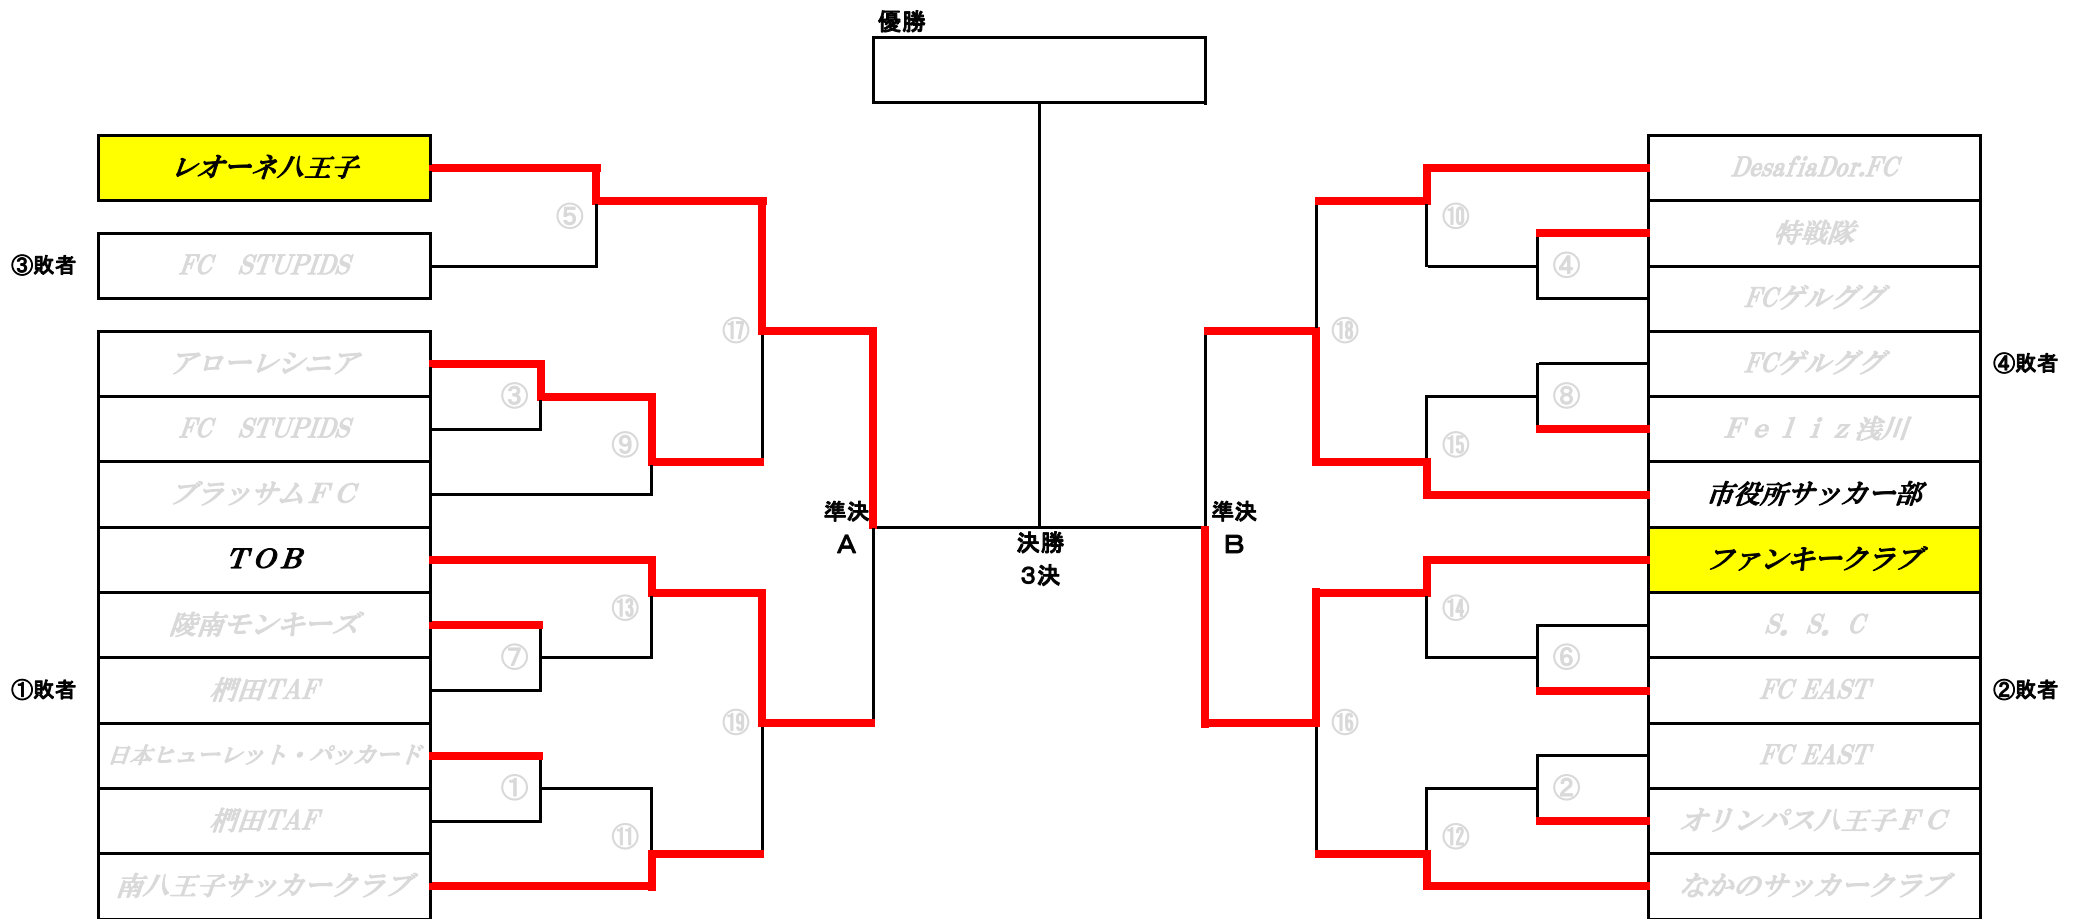 優勝
レオーネ八王子
⑤
③敗者
FC　STUPIDS
⑰
アローレシニア
③
FC　STUPIDS
⑨
ブラッサムＦＣ
準決
Ａ
ＴＯＢ
⑬
陵南モンキーズ
⑦
①敗者
椚田TAF
⑲
日本ヒューレット・パッカード
①
椚田TAF
⑪
南八王子サッカークラブ
決勝
３決
DesafiaDor.FC
⑩
特戦隊
④
FCゲルググ
⑱
FCゲルググ
④敗者
⑧
Ｆｅｌｉｚ浅川
⑮
市役所サッカー部
準決
Ｂ
ファンキークラブ
⑭
Ｓ．Ｓ．Ｃ
⑥
FC EAST
②敗者
⑯
FC EAST
②
オリンパス八王子ＦＣ
⑫
なかのサッカークラブ